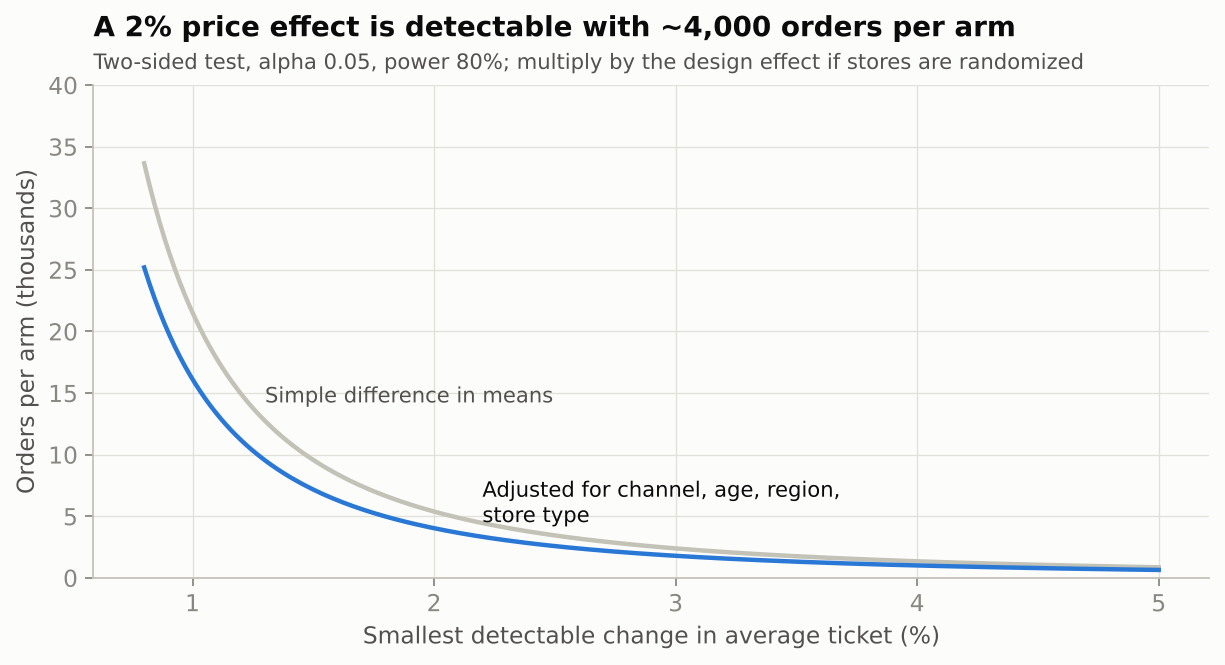 A 2% price effect is detectable with ~4,000 orders per arm
Two-sided test, alpha 0.05, power 80%; multiply by the design effect if stores are randomized
Orders per arm (thousands)
40
35
30
25
20
15
10
5
0
Simple difference in means
Adjusted for channel, age, region,
store type
1 2 3 4 5
Smallest detectable change in average ticket (%)